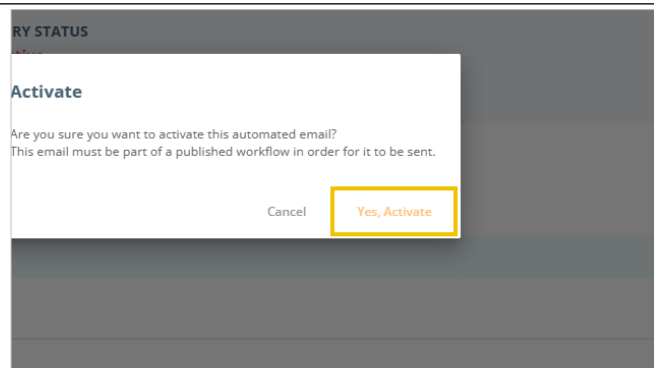 RY STATUS
Activate
Are you sure you want to activate this automated email?
This email must be part of a published workflow in order for it to be sent.
Cancel
Yes, Activate